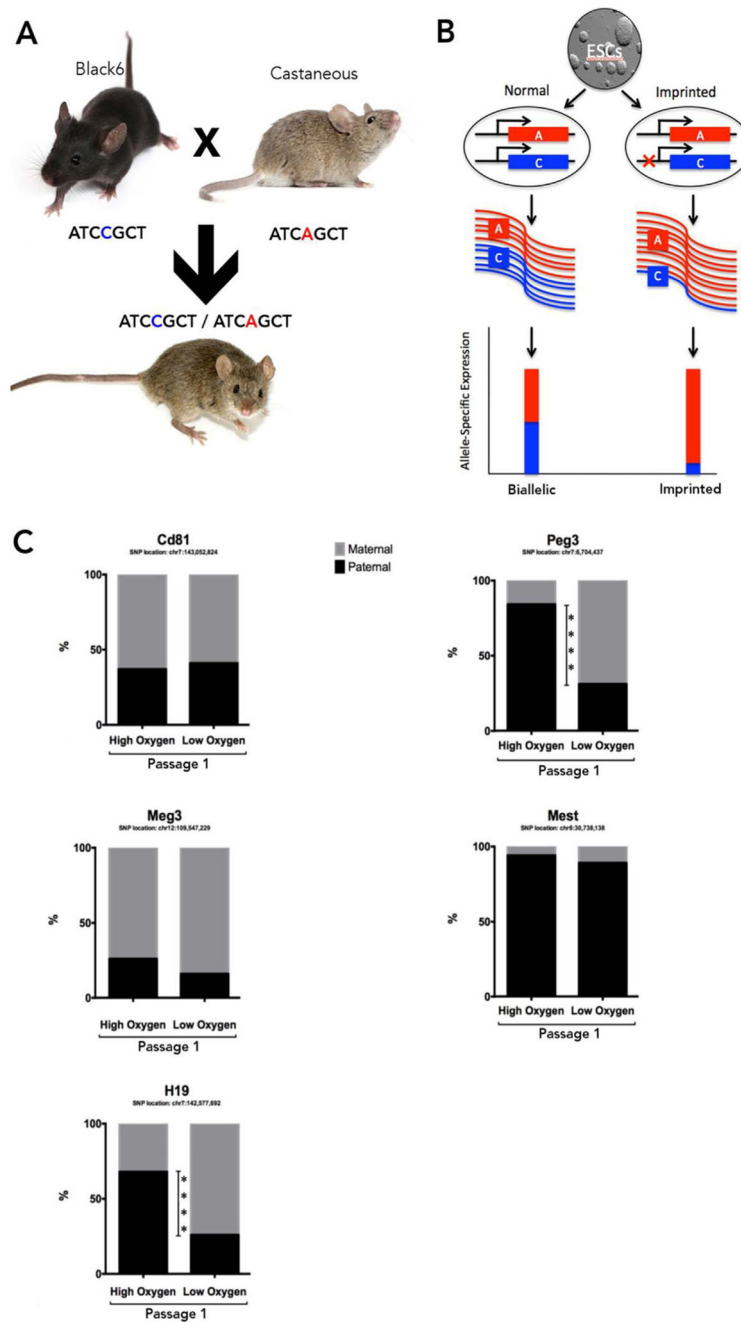 A
Black6
Castaneous
X
ATCCGCT
ATCAGCT
ATCCGCT / ATCAGCT
B
ESCs
Normal
Imprinted
A
C
A
C
A
C
A
C
Allele-Specific Expression
Biallelic
Imprinted
C
Maternal
Paternal
Cd81
SNP location: chr7:143,052,824
100
50
0
%
High Oxygen
Low Oxygen
Passage 1
Peg3
SNP location: chr7:6,704,437
100
50
0
%
****
High Oxygen
Low Oxygen
Passage 1
Meg3
SNP location: chr12:109,547,229
100
50
0
%
High Oxygen
Low Oxygen
Passage 1
Mest
SNP location: chr6:30,738,138
100
50
0
%
High Oxygen
Low Oxygen
Passage 1
H19
SNP location: chr7:142,577,692
100
50
0
%
****
High Oxygen
Low Oxygen
Passage 1